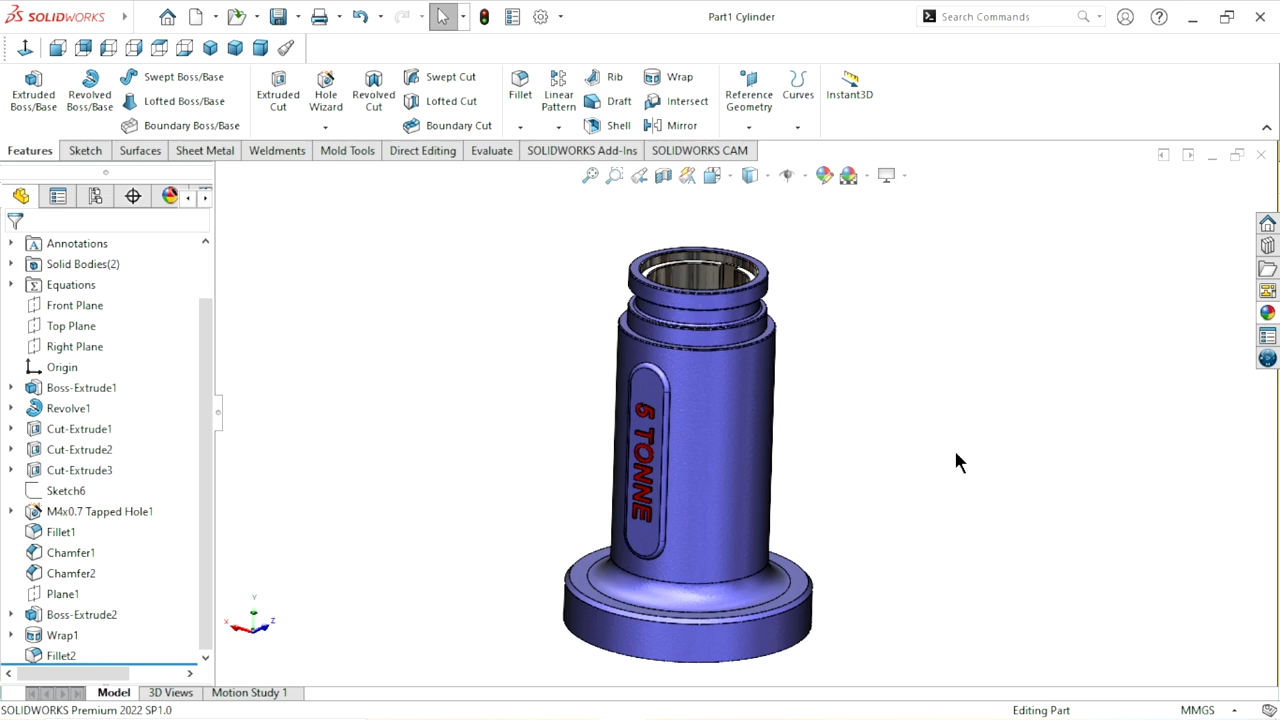 SOLIDWORKS
Part1 Cylinder
Search Commands
Extruded Boss/Base
Revolved Boss/Base
Swept Boss/Base
Lofted Boss/Base
Boundary Boss/Base
Extruded Cut
Hole Wizard
Revolved Cut
Swept Cut
Lofted Cut
Boundary Cut
Fillet
Linear Pattern
Rib
Draft
Shell
Wrap
Intersect
Mirror
Reference Geometry
Curves
Instant3D
Features
Sketch
Surfaces
Sheet Metal
Weldments
Mold Tools
Direct Editing
Evaluate
SOLIDWORKS Add-Ins
SOLIDWORKS CAM
Annotations
Solid Bodies(2)
Equations
Front Plane
Top Plane
Right Plane
Origin
Boss-Extrude1
Revolve1
Cut-Extrude1
Cut-Extrude2
Cut-Extrude3
Sketch6
M4x0.7 Tapped Hole1
Fillet1
Chamfer1
Chamfer2
Plane1
Boss-Extrude2
Wrap1
Fillet2
5 TONNE
Y
X
Z
Model
3D Views
Motion Study 1
SOLIDWORKS Premium 2022 SP1.0
Editing Part
MMGS